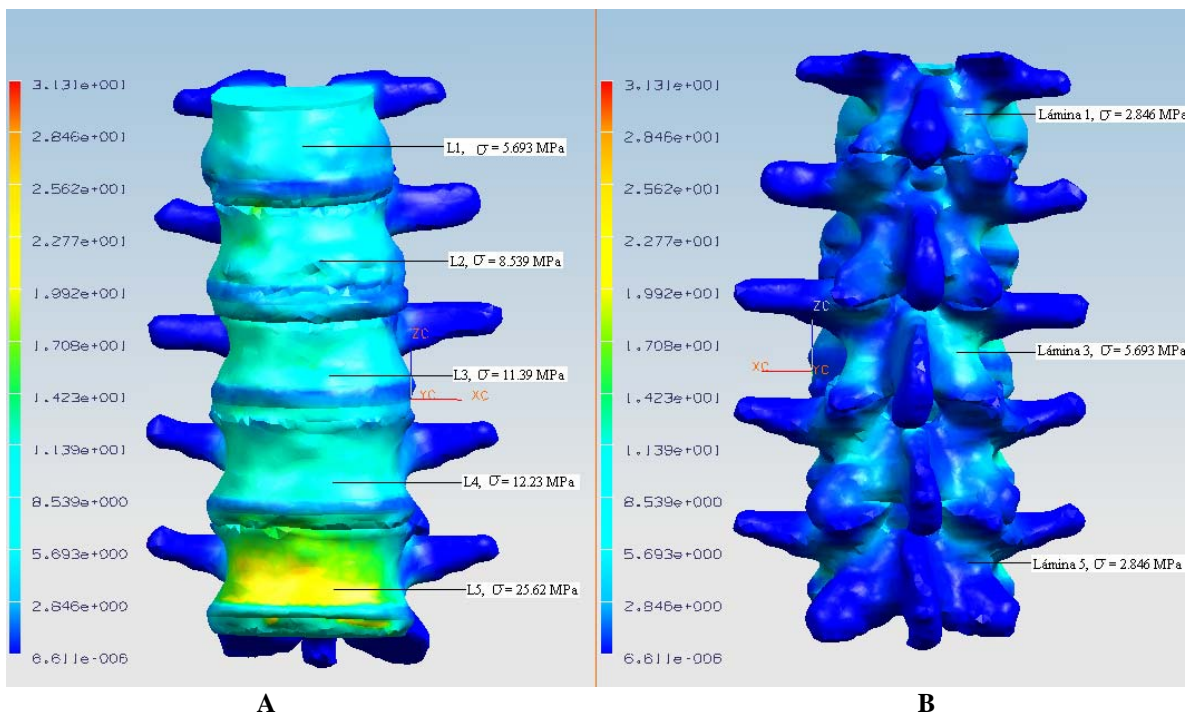 3.131e+001
2.846e+001
2.562e+001
2.277e+001
1.992e+001
1.708e+001
1.423e+001
1.139e+001
8.539e+000
5.693e+000
2.846e+000
6.611e-006
L1, σ = 5.693 MPa
L2, σ = 8.539 MPa
ZC
L3, σ = 11.39 MPa
YC XC
L4, σ = 12.23 MPa
L5, σ = 25.62 MPa
A
3.131e+001
2.846e+001
2.562e+001
2.277e+001
1.992e+001
1.708e+001
1.423e+001
1.139e+001
8.539e+000
5.693e+000
2.846e+000
6.611e-006
Lámina 1, σ = 2.846 MPa
ZC
Lámina 3, σ = 5.693 MPa
XC YC
Lámina 5, σ = 2.846 MPa
B